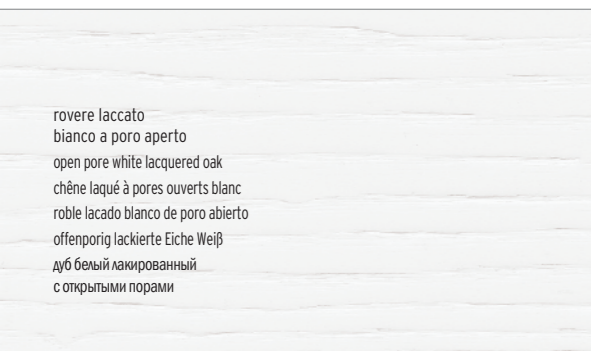 rovere laccato
bianco a poro aperto
open pore white lacquered oak
chêne laqué à pores ouverts blanc
roble lacado blanco de poro abierto
offenporig lackierte Eiche Weiß
дуб белый лакированный
с открытыми порами